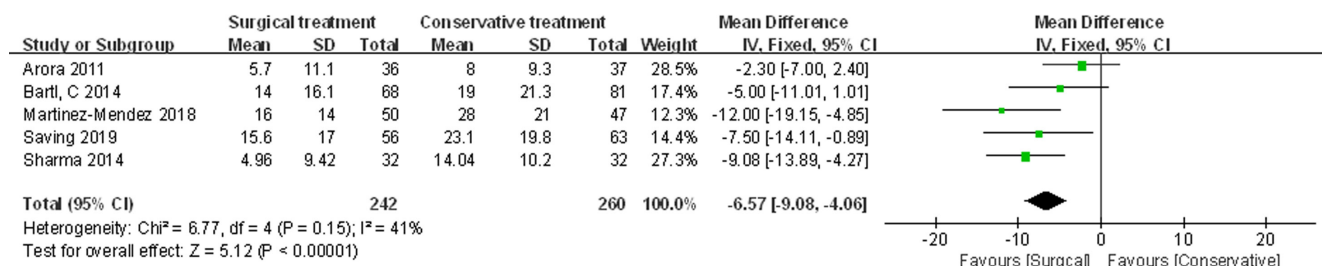 Surgical treatment Conservative treatment Mean Difference Mean Difference
Study or Subgroup Mean SD Total Mean SD Total Weight IV, Fixed, 95% CI IV, Fixed, 95% CI
Arora 2011 5.7 11.1 36 8 9.3 37 28.5% -2.30 [-7.00, 2.40]
Bartl, C 2014 14 16.1 68 19 21.3 81 17.4% -5.00 [-11.01, 1.01]
Martinez-Mendez 2018 16 14 50 28 21 47 12.3% -12.00 [-19.15, -4.85]
Saving 2019 15.6 17 56 23.1 19.8 63 14.4% -7.50 [-14.11, -0.89]
Sharma 2014 4.96 9.42 32 14.04 10.2 32 27.3% -9.08 [-13.89, -4.27]
Total (95% CI) 242 260 100.0% -6.57 [-9.08, -4.06]
Heterogeneity: Chi² = 6.77, df = 4 (P = 0.15); I² = 41%
Test for overall effect: Z = 5.12 (P < 0.00001)
-20 -10 0 10 20
Favours [Surgcal] Favours [Conservative]